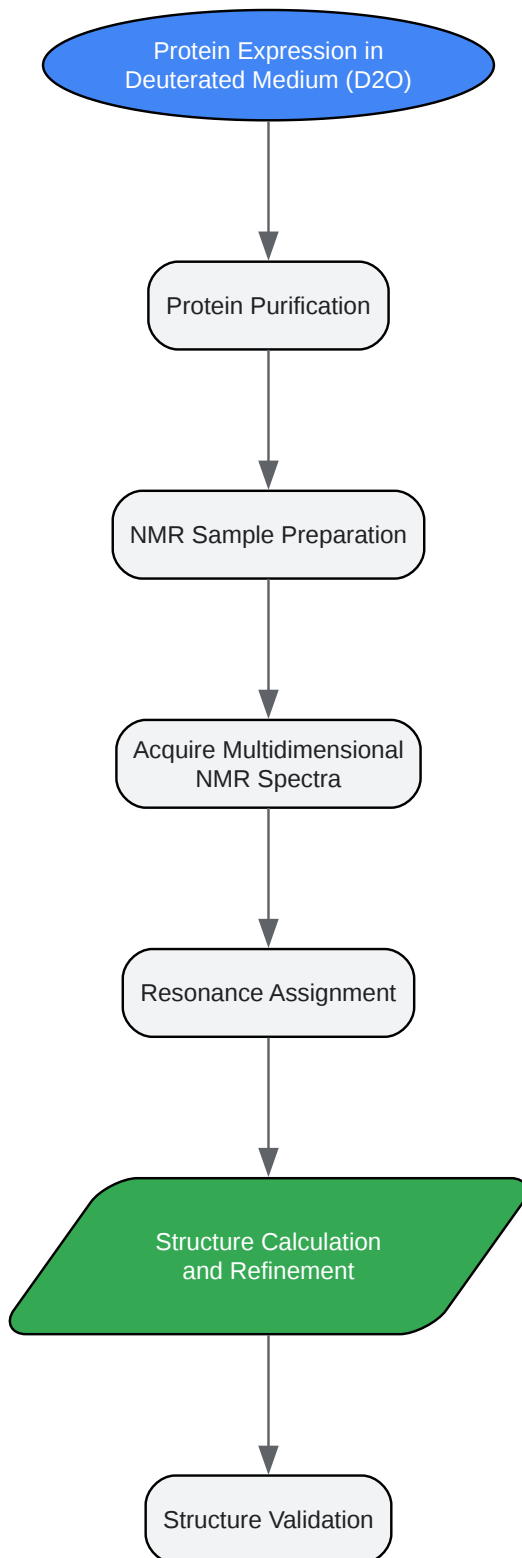 Protein Expression in
Deuterated Medium (D2O)
Protein Purification
NMR Sample Preparation
Acquire Multidimensional
NMR Spectra
Resonance Assignment
Structure Calculation
and Refinement
Structure Validation